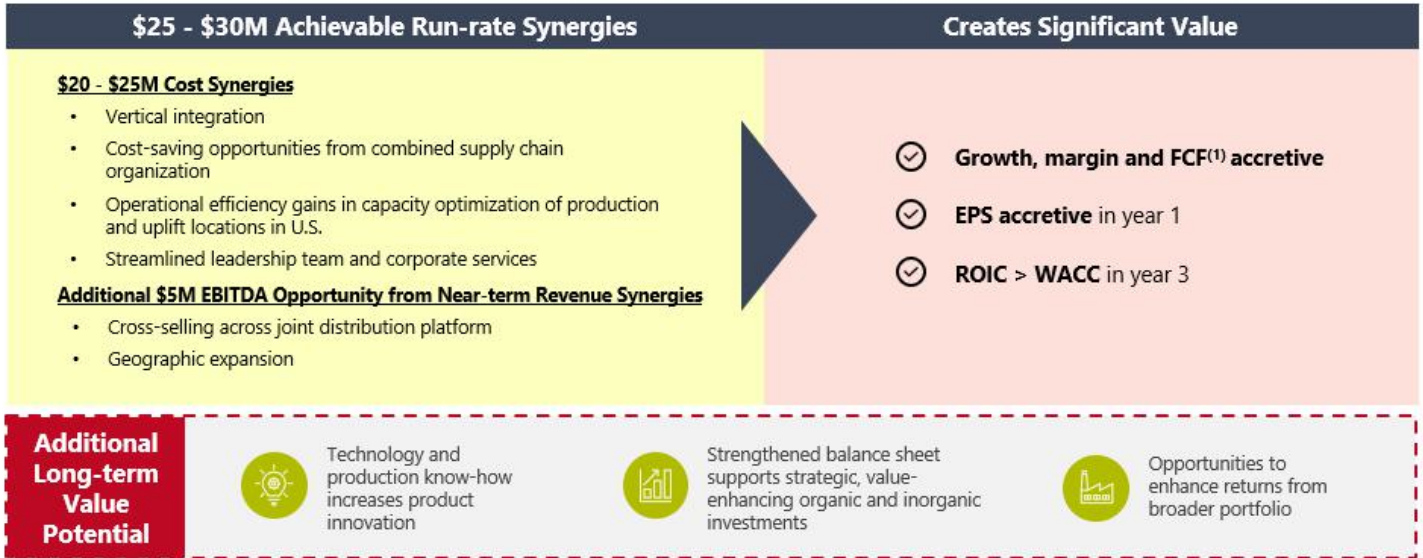 $25 - $30M Achievable Run-rate Synergies
Creates Significant Value
$20 - $25M Cost Synergies
• Vertical integration
• Cost-saving opportunities from combined supply chain
organization
• Operational efficiency gains in capacity optimization of production
and uplift locations in U.S.
• Streamlined leadership team and corporate services
Additional $5M EBITDA Opportunity from Near-term Revenue Synergies
• Cross-selling across joint distribution platform
• Geographic expansion
Growth, margin and FCF(1) accretive
EPS accretive in year 1
ROIC > WACC in year 3
Additional
Long-term
Value
Potential
Technology and
production know-how
increases product
innovation
Strengthened balance sheet
supports strategic, value-
enhancing organic and inorganic
investments
Opportunities to
enhance returns from
broader portfolio